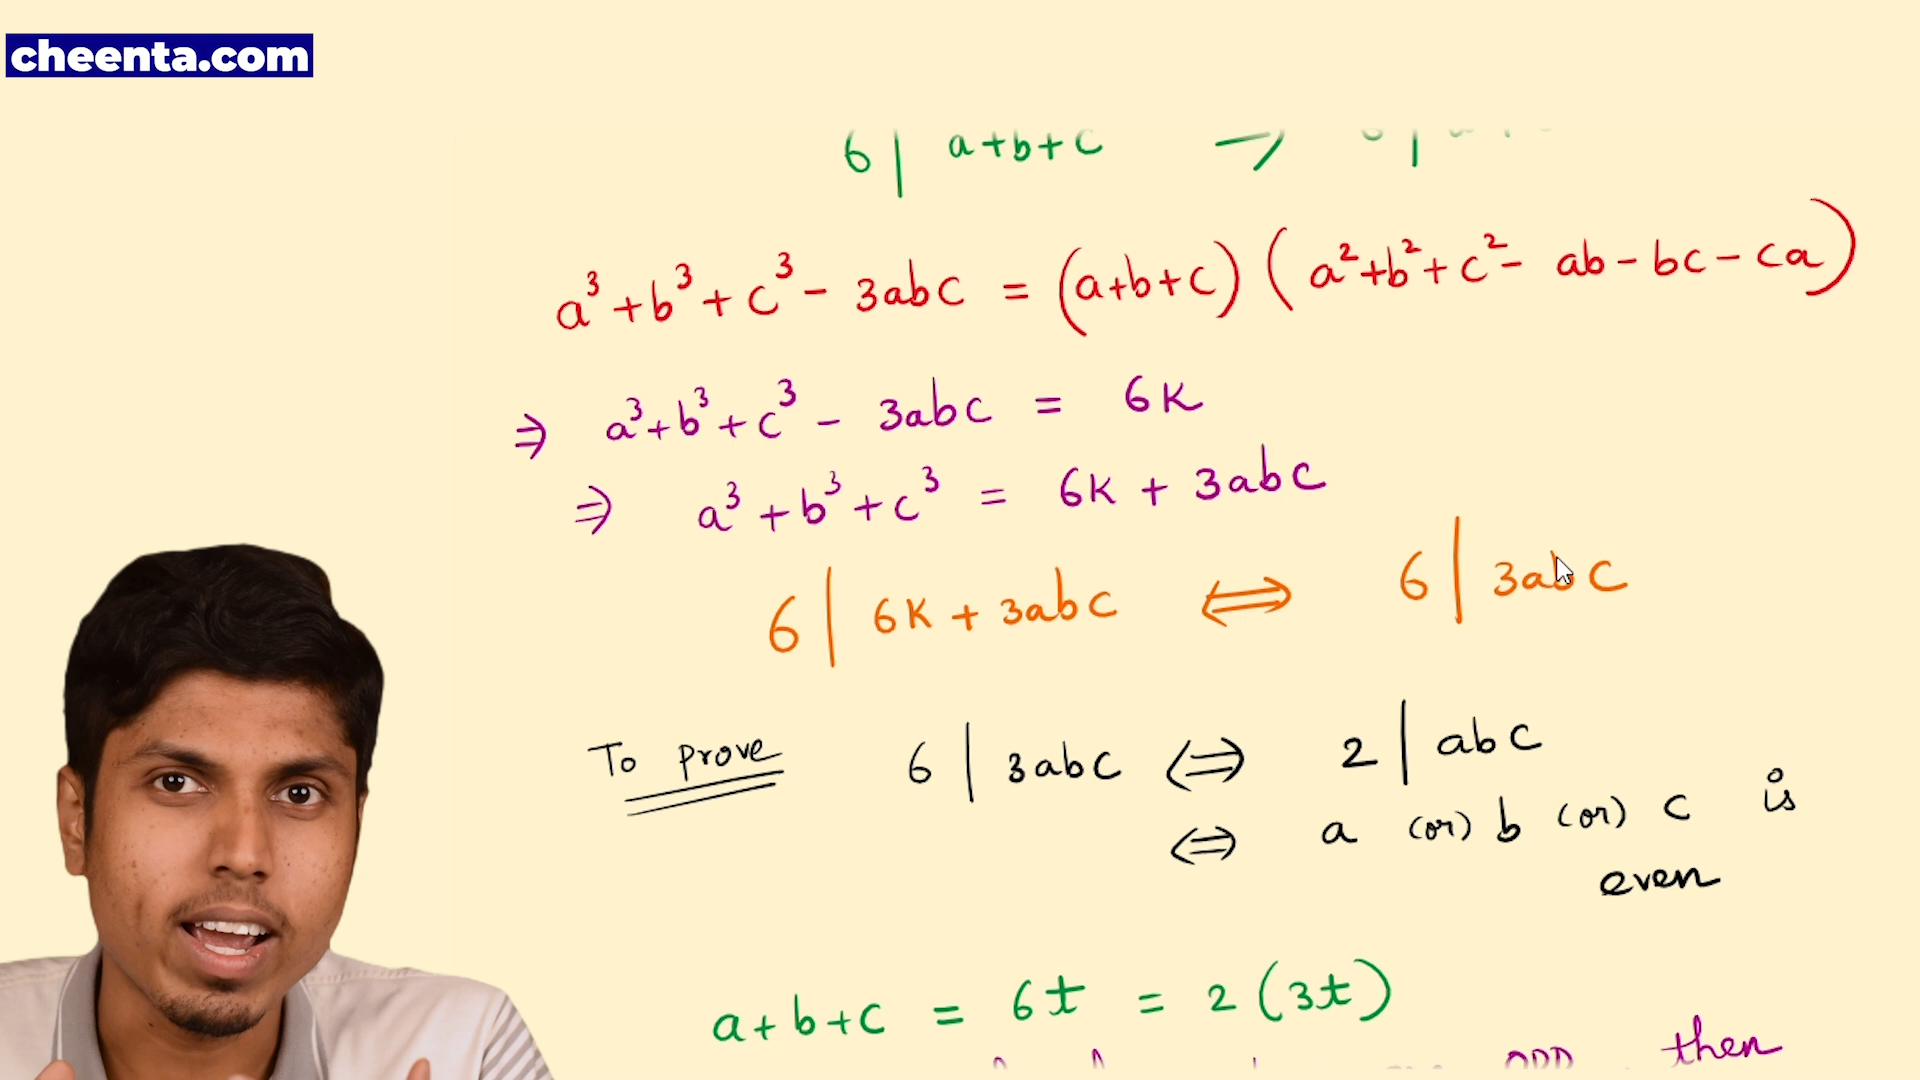 cheenta.com
6 | a+b+c →
a³+b³+c³ - 3abc = (a+b+c) (a²+b²+c² - ab - bc - ca)
⇒ a³+b³+c³ - 3abc = 6k
⇒ a³+b³+c³ = 6k + 3abc
6 | 6k + 3abc ⟺ 6 | 3abc
To prove 6 | 3abc ⟺ 2 | abc
⟺ a (or) b (or) c is
even
a+b+c = 6t = 2(3t)
ODD then